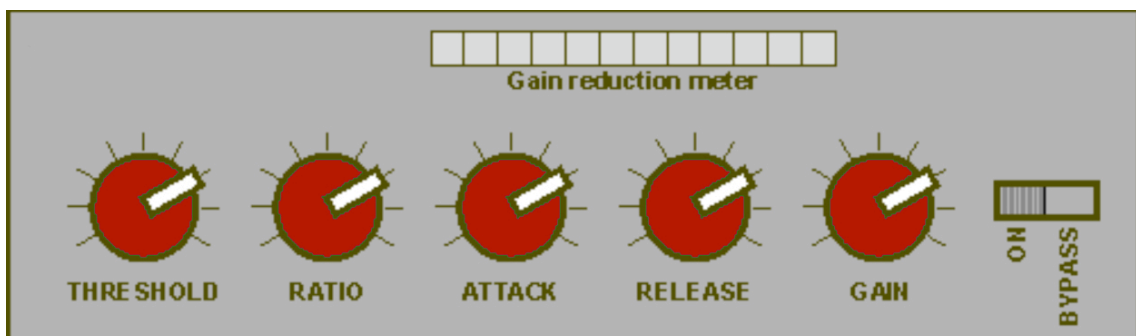 Gain reduction meter
THRESHOLD RATIO ATTACK RELEASE GAIN
ON
BYPASS